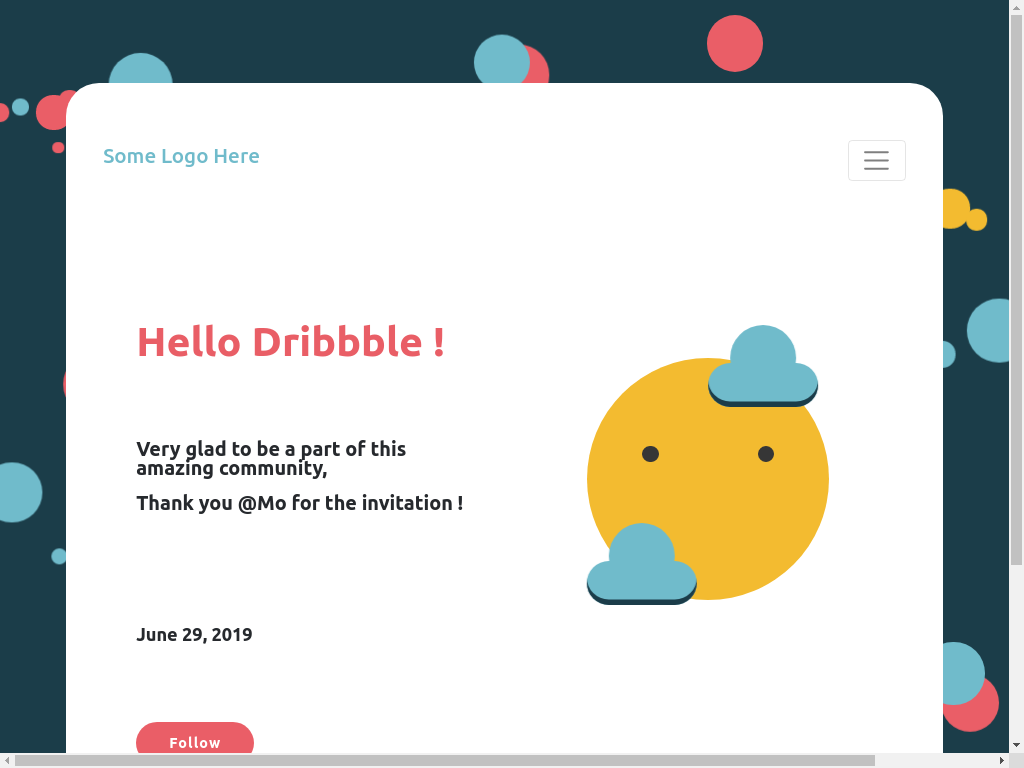 Some Logo Here
Hello Dribbble !
Very glad to be a part of this
amazing community,
Thank you @Mo for the invitation !
June 29, 2019
Follow